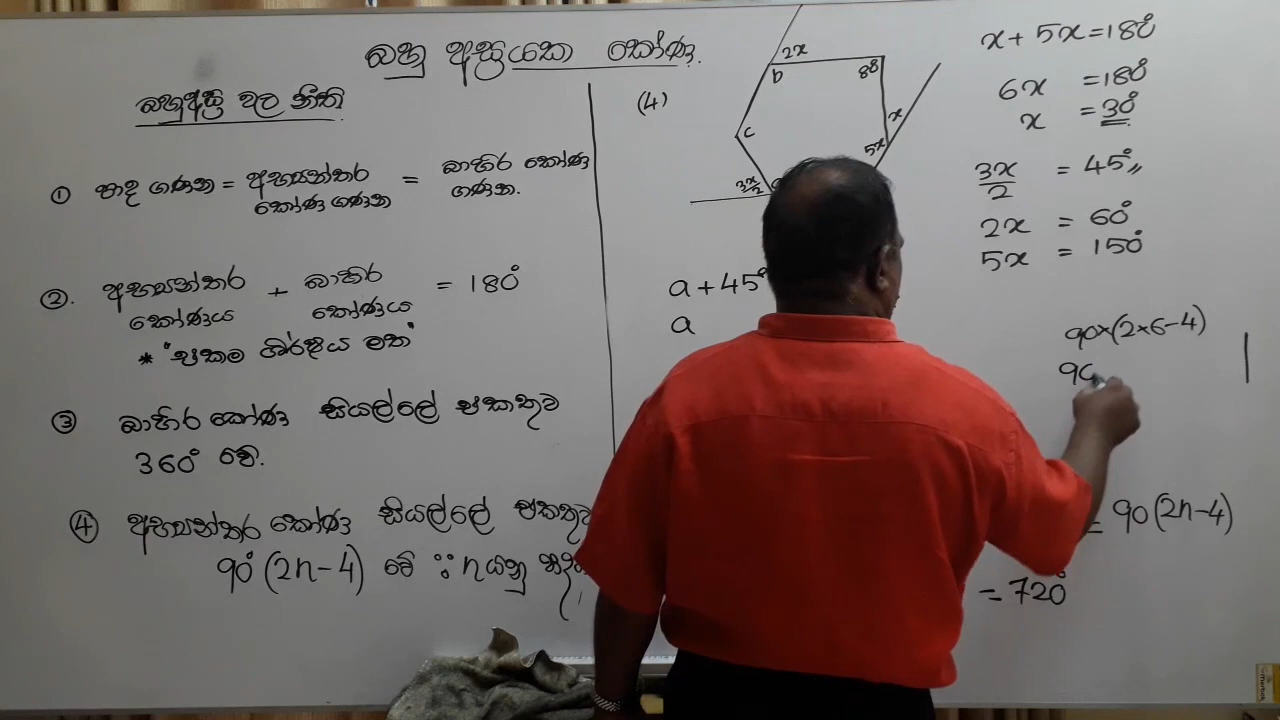 බහු අස්‍රයක කෝණ.
බහුඅස්‍ර වල නීති
① පාද ගණන = අභ්‍යන්තර කෝණ ගණන = බාහිර කෝණ ගණන.
②. අභ්‍යන්තර කෝණය + බාහිර කෝණය = 180°
* "එකම ශීර්ෂය මත"
③ බාහිර කෝණ සියල්ලේ එකතුව
360° වේ.
④ අභ්‍යන්තර කෝණ සියල්ලේ එකතුව
90°(2n-4) වේ ∵ n යනු
(4)
2x
b
88°
c
x
5x
3x/2
a + 45°
a
x + 5x = 180°
6x = 180°
x = 30°
3x/2 = 45°
2x = 60°
5x = 150°
90×(2×6-4)
= 90(2n-4)
= 720°